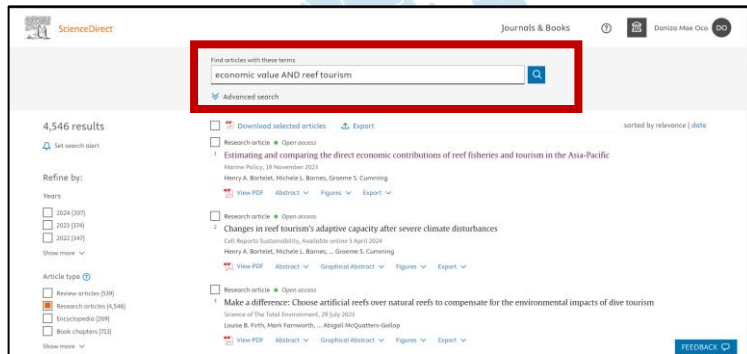 ScienceDirect
Journals & Books
Daniza Mae Oco
DO
Find articles with these terms
economic value AND reef tourism
Advanced search
4,546 results
Set search alert
Refine by:
Years
2024 (207)
2023 (374)
2022 (347)
Show more
Article type
Review articles (539)
Research articles (4,546)
Encyclopedia (269)
Book chapters (713)
Show more
Download selected articles Export
sorted by relevance | date
Research article Open access
1 Estimating and comparing the direct economic contributions of reef fisheries and tourism in the Asia-Pacific
Marine Policy, 19 November 2023
Henry A. Bartelet, Michele L. Barnes, Graeme S. Cumming
View PDF Abstract Figures Export
Research article Open access
2 Changes in reef tourism's adaptive capacity after severe climate disturbances
Cell Reports Sustainability, Available online 5 April 2024
Henry A. Bartelet, Michele L. Barnes, ... Graeme S. Cumming
View PDF Abstract Graphical Abstract Figures Export
Research article Open access
3 Make a difference: Choose artificial reefs over natural reefs to compensate for the environmental impacts of dive tourism
Science of The Total Environment, 29 July 2023
Louise B. Firth, Mark Farnworth, ... Abigail McQuatters-Gollop
View PDF Abstract Graphical Abstract Figures Export
FEEDBACK